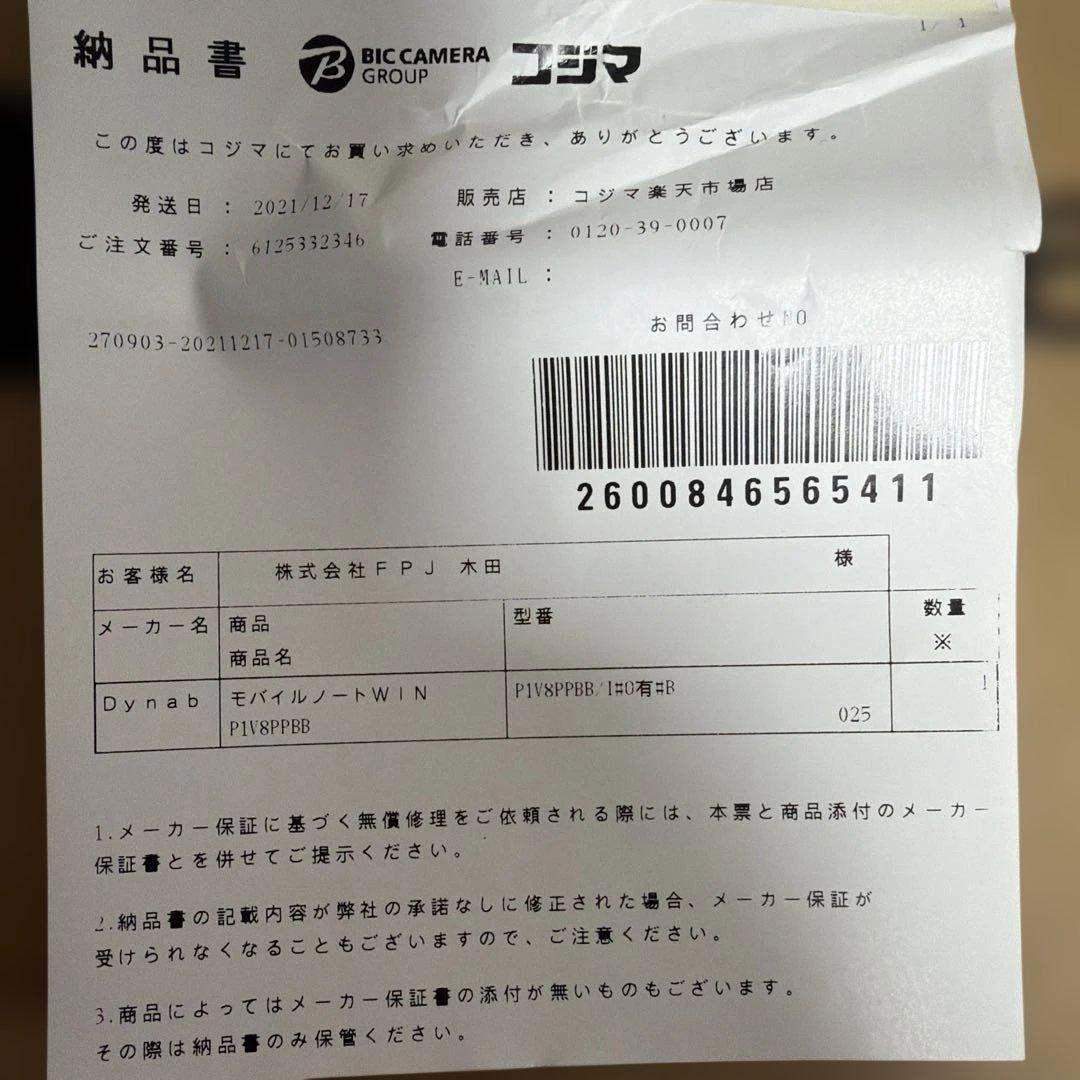 1/ 1
納品書 BIC CAMERA GROUP コジマ
この度はコジマにてお買い求めいただき、ありがとうございます。
発送日 : 2021/12/17
販売店 : コジマ楽天市場店
ご注文番号 : 6125332346
電話番号 : 0120-39-0007
E-MAIL :
270903-20211217-01508733
お問合わせNO
2600846565411
お客様名 株式会社FPJ 木田 様
メーカー名 商品 型番 数量
商品名 ※
Dynab モバイルノートWIN P1V8PPBB/I#O有#B 1
P1V8PPBB 025
1.メーカー保証に基づく無償修理をご依頼される際には、本票と商品添付のメーカー
保証書とを併せてご提示ください。
2.納品書の記載内容が弊社の承諾なしに修正された場合、メーカー保証が
受けられなくなることもございますので、ご注意ください。
3.商品によってはメーカー保証書の添付が無いものもございます。
その際は納品書のみ保管ください。